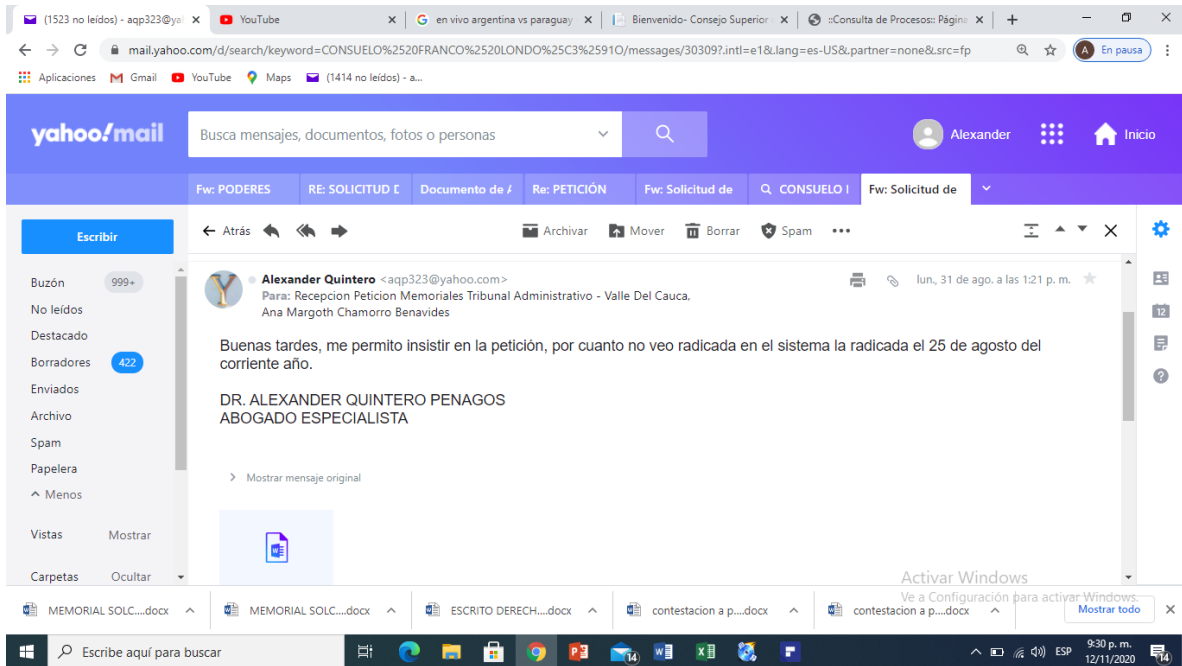 (1523 no leídos) - aqp323@yal
YouTube
en vivo argentina vs paraguay
Bienvenido- Consejo Superior
::Consulta de Procesos:: Página
mail.yahoo.com/d/search/keyword=CONSUELO%2520FRANCO%2520LONDO%25C3%2591O/messages/30309?.intl=e1&.lang=es-US&.partner=none&.src=fp
A En pausa
Aplicaciones
Gmail
YouTube
Maps
(1414 no leídos) - a...
yahoo!mail
Busca mensajes, documentos, fotos o personas
Alexander
Inicio
Fw: PODERES
RE: SOLICITUD D
Documento de A
Re: PETICIÓN
Fw: Solicitud de
CONSUELO I
Fw: Solicitud de
Escribir
Atrás
Archivar
Mover
Borrar
Spam
Buzón 999+
No leídos
Destacado
Borradores 422
Enviados
Archivo
Spam
Papelera
Menos
Vistas Mostrar
Carpetas Ocultar
Alexander Quintero <aqp323@yahoo.com>
lun., 31 de ago. a las 1:21 p. m.
Para: Recepcion Peticion Memoriales Tribunal Administrativo - Valle Del Cauca,
Ana Margoth Chamorro Benavides
Buenas tardes, me permito insistir en la petición, por cuanto no veo radicada en el sistema la radicada el 25 de agosto del
corriente año.
DR. ALEXANDER QUINTERO PENAGOS
ABOGADO ESPECIALISTA
Mostrar mensaje original
12
Activar Windows
Ve a Configuración para activar Windows.
MEMORIAL SOLC....docx
MEMORIAL SOLC....docx
ESCRITO DERECH....docx
contestacion a p....docx
contestacion a p....docx
Mostrar todo
Escribe aquí para buscar
14
ESP
9:30 p. m.
12/11/2020
14